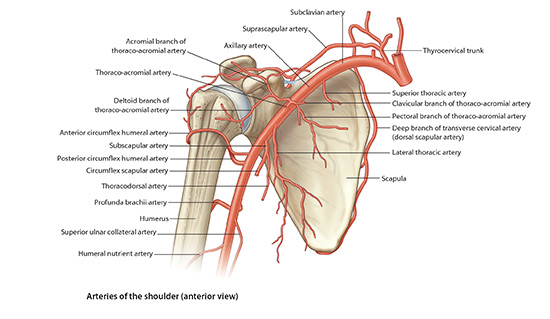 Subclavian artery
Suprascapular artery
Acromial branch of
thoraco-acromial artery
Axillary artery
Thyrocervical trunk
Thoraco-acromial artery
Superior thoracic artery
Deltoid branch of
thoraco-acromial artery
Clavicular branch of thoraco-acromial artery
Pectoral branch of thoraco-acromial artery
Anterior circumflex humeral artery
Deep branch of transverse cervical artery
(dorsal scapular artery)
Subscapular artery
Lateral thoracic artery
Posterior circumflex humeral artery
Circumflex scapular artery
Scapula
Thoracodorsal artery
Profunda brachii artery
Humerus
Superior ulnar collateral artery
Humeral nutrient artery
Arteries of the shoulder (anterior view)